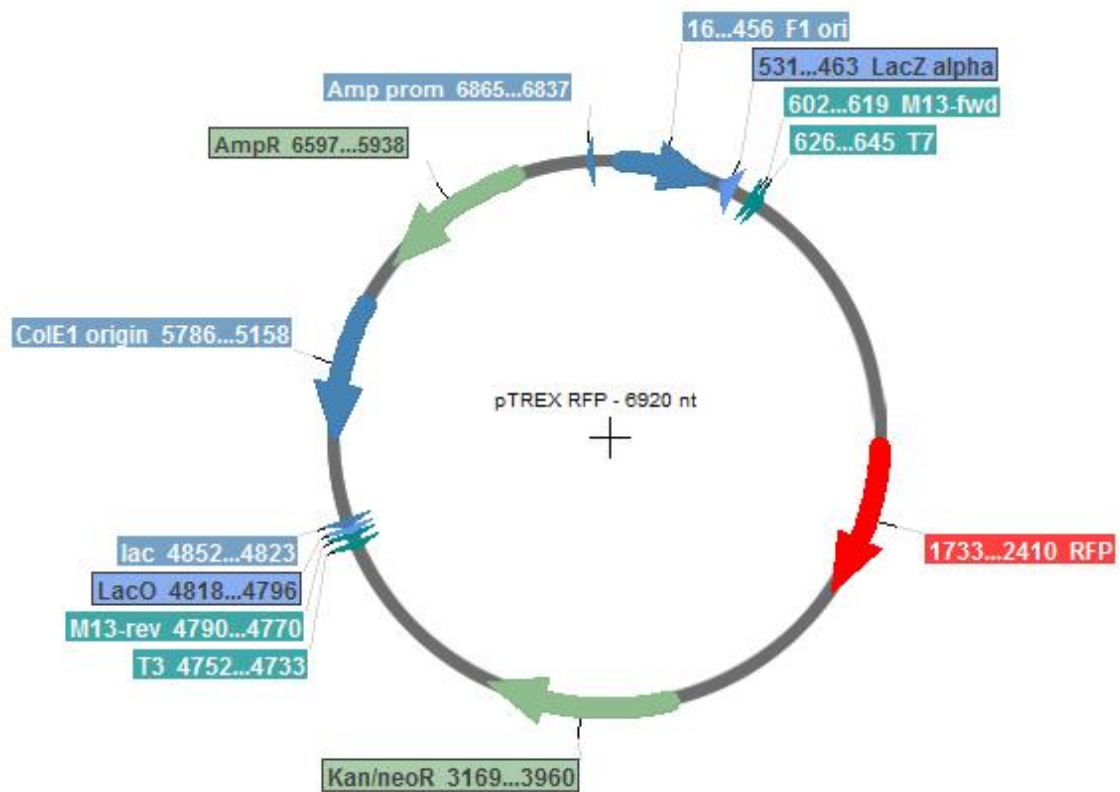 16...456 F1 ori
531...463 LacZ alpha
Amp prom 6865...6837
602...619 M13-fwd
626...645 T7
AmpR 6597...5938
ColE1 origin 5786...5158
pTREX RFP - 6920 nt
1733...2410 RFP
lac 4852...4823
LacO 4818...4796
M13-rev 4790...4770
T3 4752...4733
Kan/neoR 3169...3960